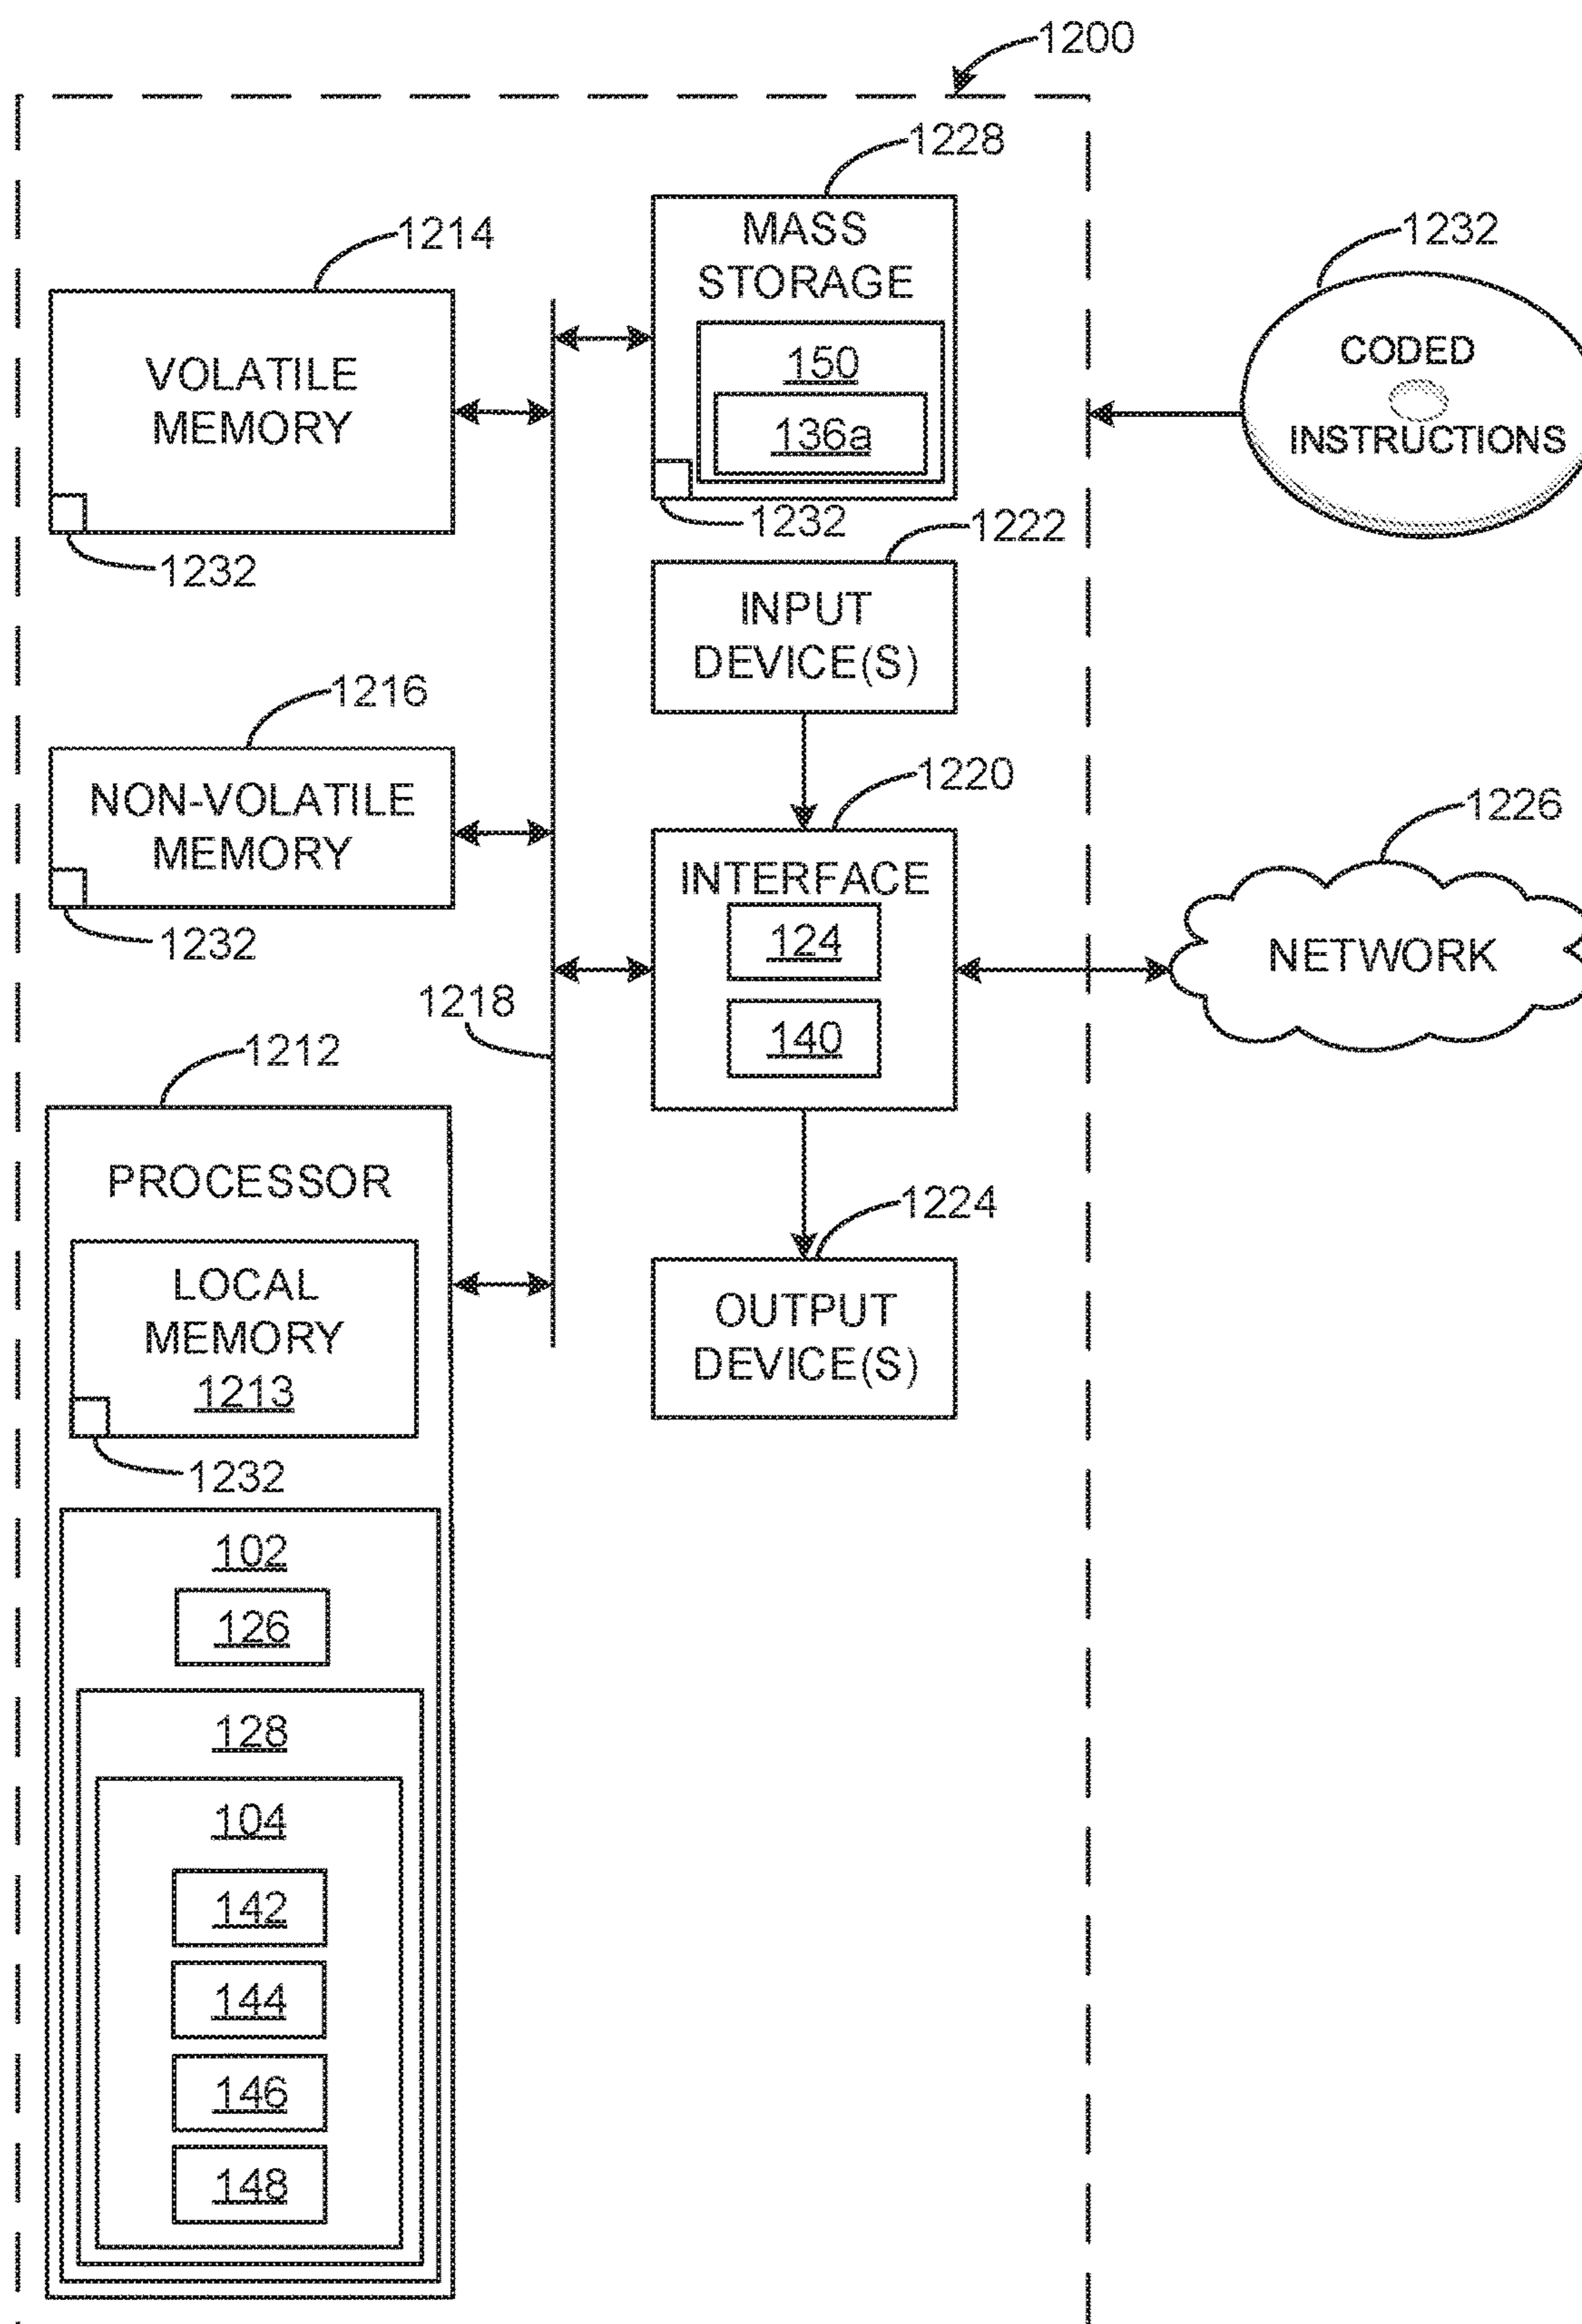 1200
1228
1214
MASS
STORAGE
1232
VOLATILE
MEMORY
150
136a
CODED
INSTRUCTIONS
1232
1232
1222
INPUT
DEVICE(S)
1216
NON-VOLATILE
MEMORY
1232
1220
INTERFACE
124
140
1226
NETWORK
1218
1212
PROCESSOR
LOCAL
MEMORY
1213
1232
1224
OUTPUT
DEVICE(S)
102
126
128
104
142
144
146
148